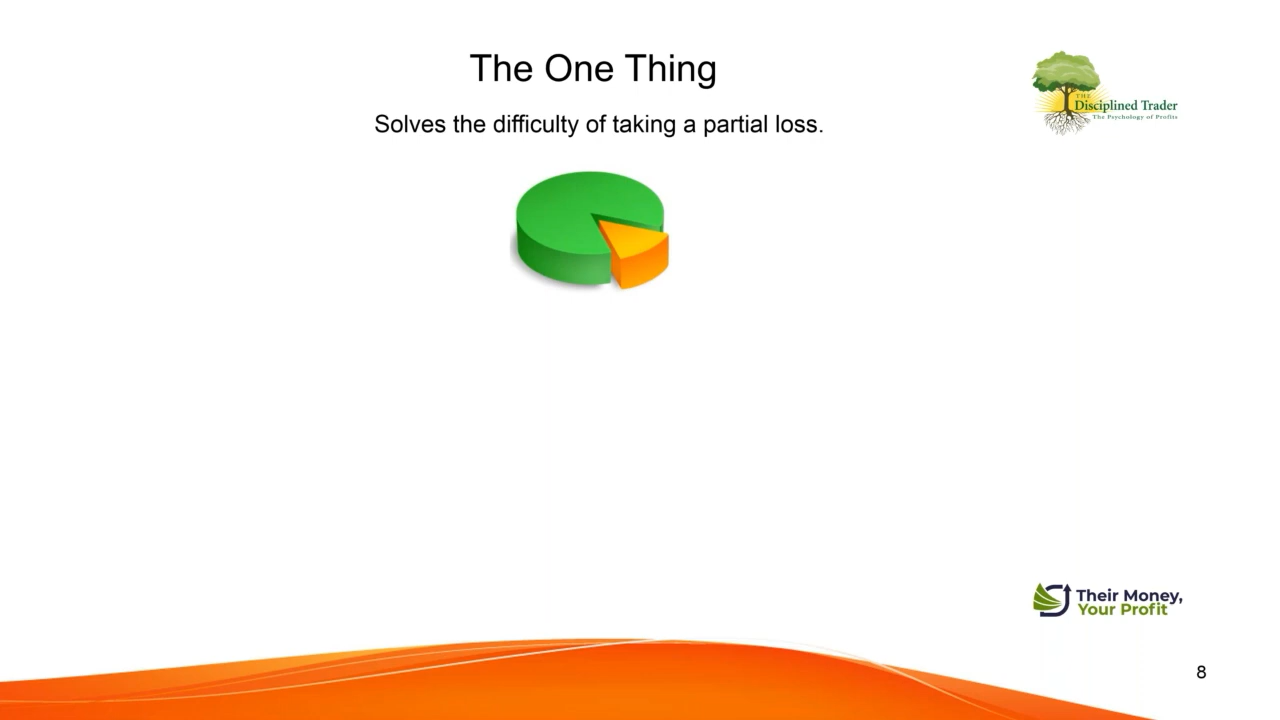 The One Thing
Solves the difficulty of taking a partial loss.
THE
Disciplined Trader
The Psychology of Profits
Their Money,
Your Profit
8